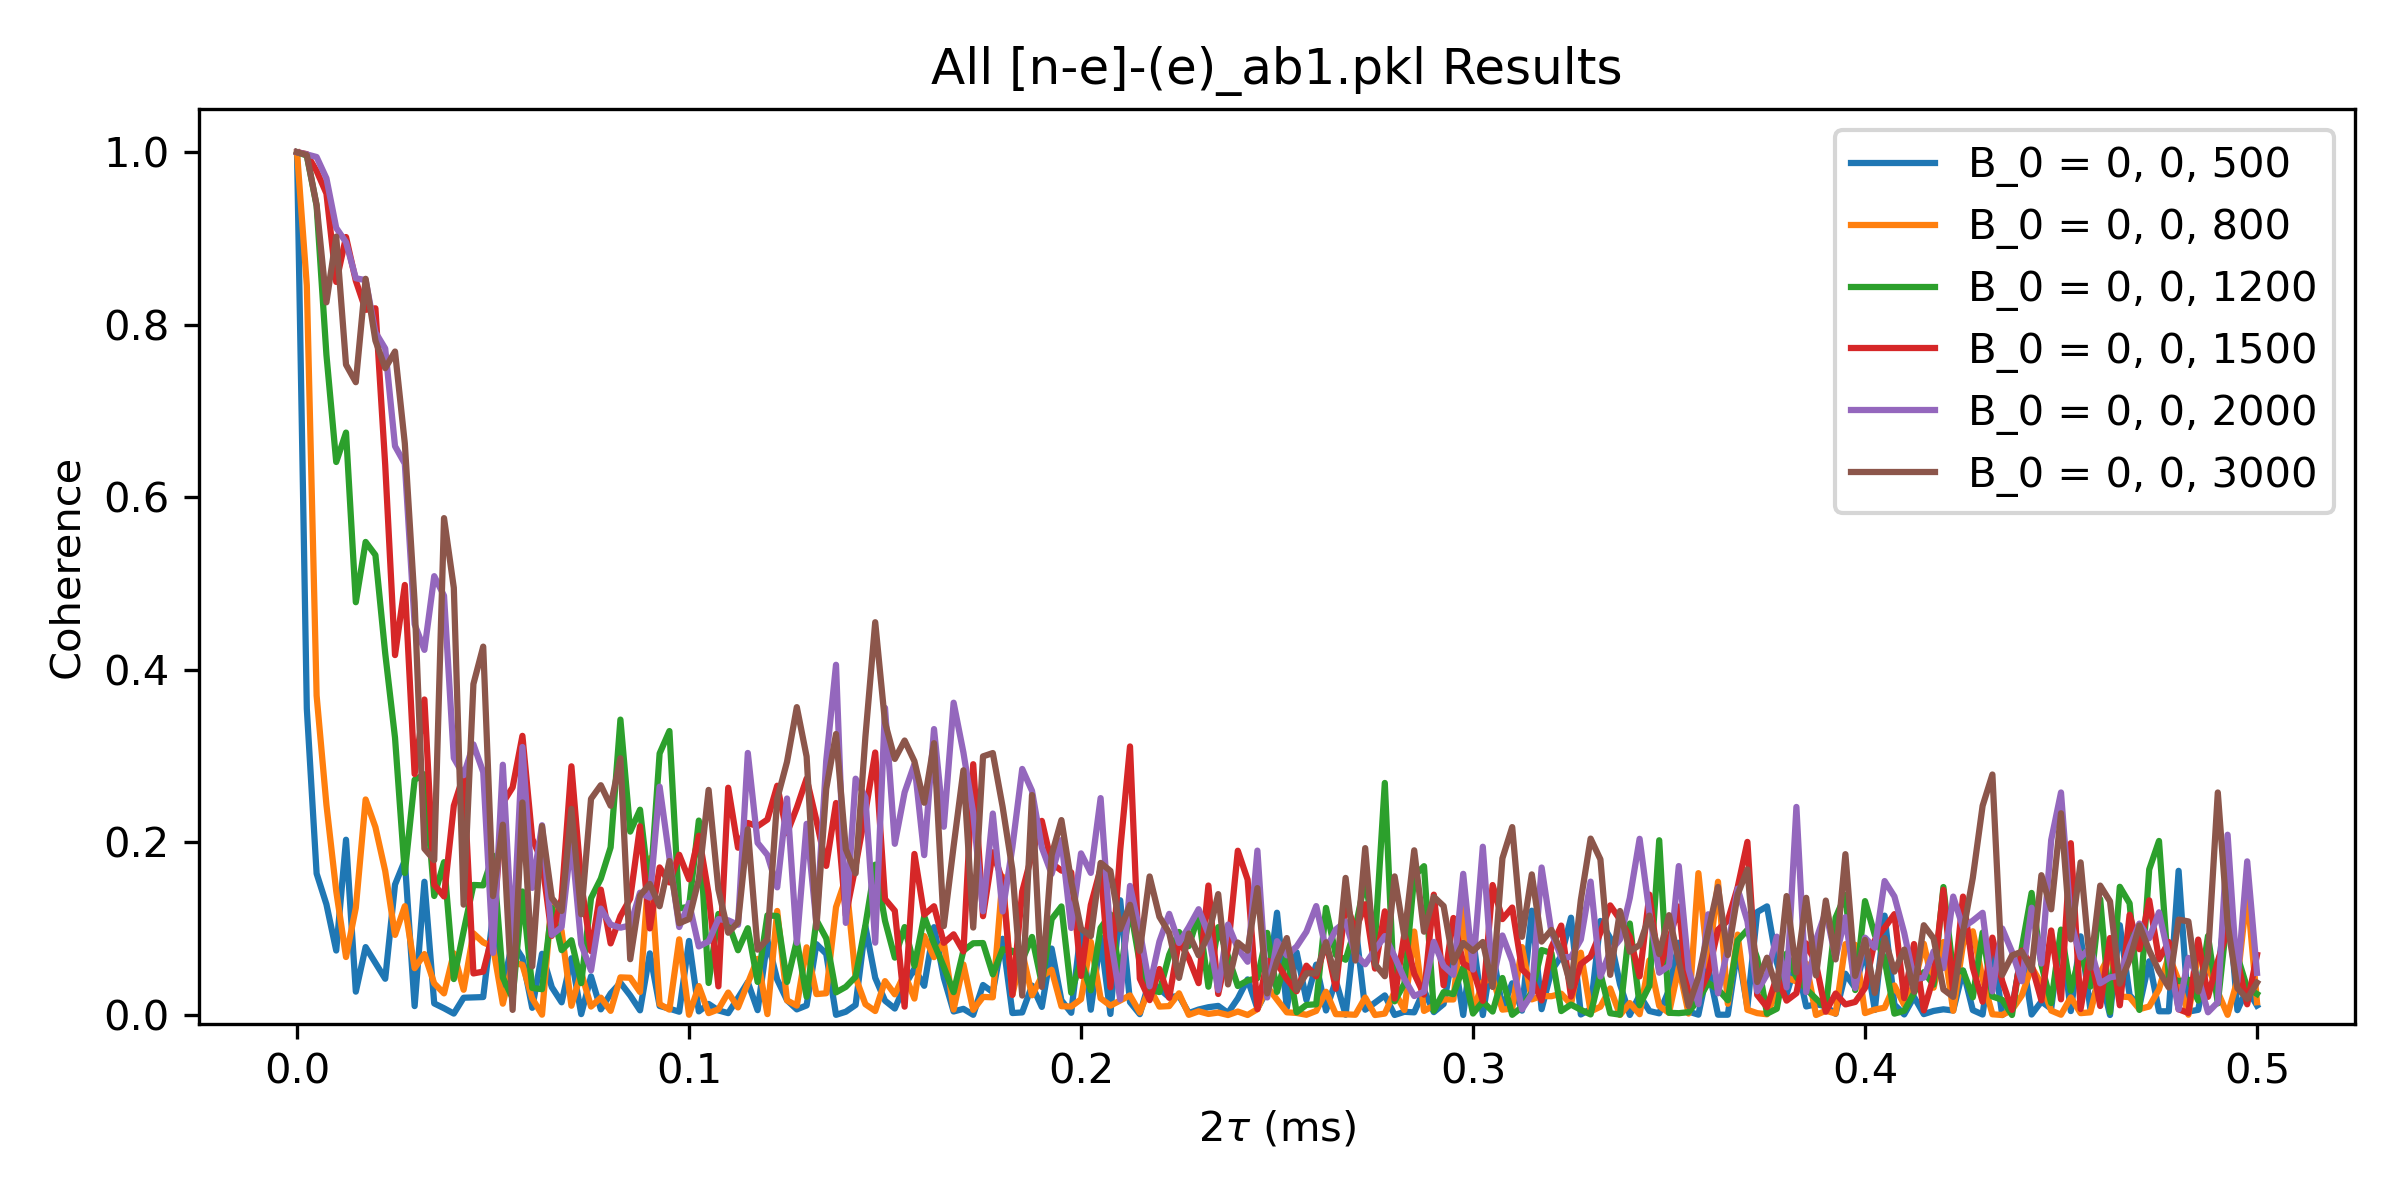 All [n-e]-(e)_ab1.pkl Results
B_0 = 0, 0, 500
B_0 = 0, 0, 800
B_0 = 0, 0, 1200
B_0 = 0, 0, 1500
B_0 = 0, 0, 2000
B_0 = 0, 0, 3000
Coherence
1.0
0.8
0.6
0.4
0.2
0.0
0.0 0.1 0.2 0.3 0.4 0.5
2τ (ms)